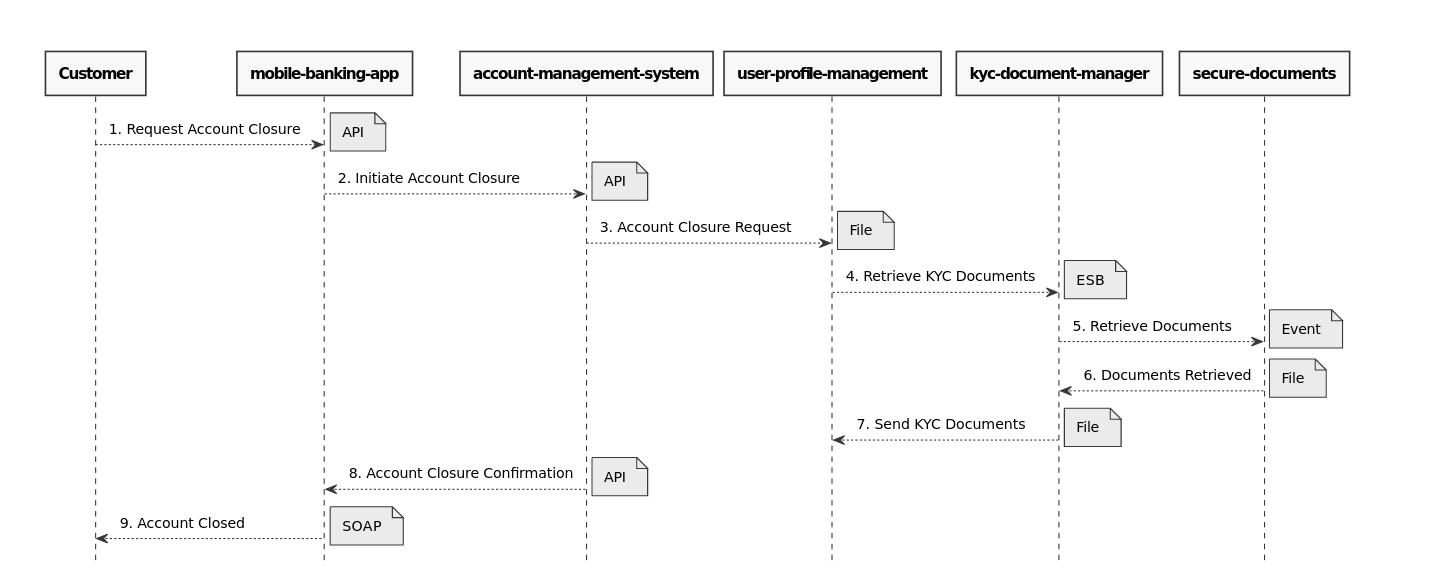 Customer
mobile-banking-app
account-management-system
user-profile-management
kyc-document-manager
secure-documents
1. Request Account Closure
API
2. Initiate Account Closure
API
3. Account Closure Request
File
4. Retrieve KYC Documents
ESB
5. Retrieve Documents
Event
6. Documents Retrieved
File
7. Send KYC Documents
File
8. Account Closure Confirmation
API
9. Account Closed
SOAP